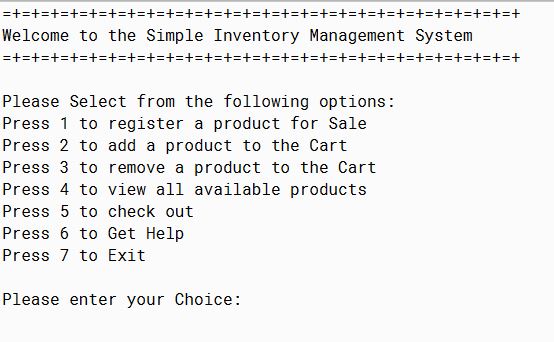 =+=+=+=+=+=+=+=+=+=+=+=+=+=+=+=+=+=+=+=+=+=+=+=+=+=+=+
Welcome to the Simple Inventory Management System
=+=+=+=+=+=+=+=+=+=+=+=+=+=+=+=+=+=+=+=+=+=+=+=+=+=+=+
Please Select from the following options:
Press 1 to register a product for Sale
Press 2 to add a product to the Cart
Press 3 to remove a product to the Cart
Press 4 to view all available products
Press 5 to check out
Press 6 to Get Help
Press 7 to Exit
Please enter your Choice: